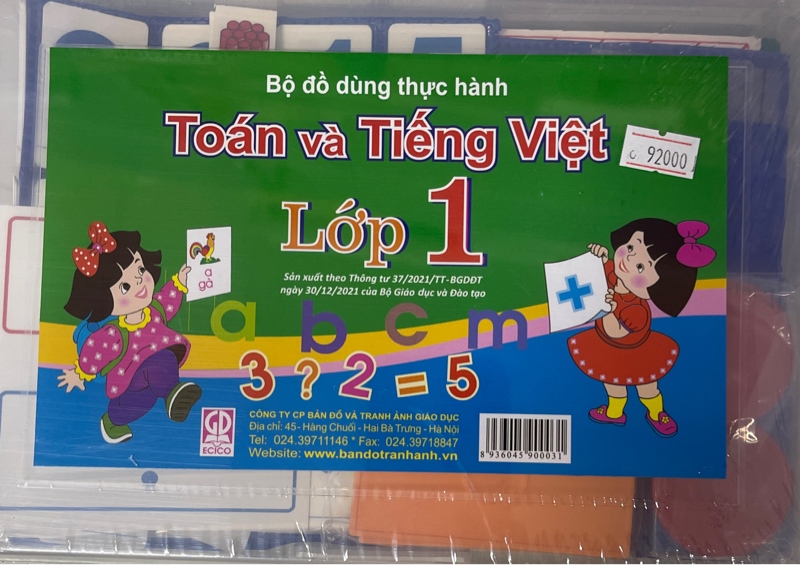 Bộ đồ dùng thực hành
Toán và Tiếng Việt
92000
Lớp 1
Sản xuất theo Thông tư 37/2021/TT-BGDĐT
ngày 30/12/2021 của Bộ Giáo dục và Đào tạo
a
gà
a b c m
3 ? 2 = 5
CÔNG TY CP BẢN ĐỒ VÀ TRANH ẢNH GIÁO DỤC
Địa chỉ: 45- Hàng Chuối - Hai Bà Trưng - Hà Nội
Tel: 024.39711146 * Fax: 024.39718847
Website: www.bandotranhanh.vn
GD
ECICO
8 936045 900031